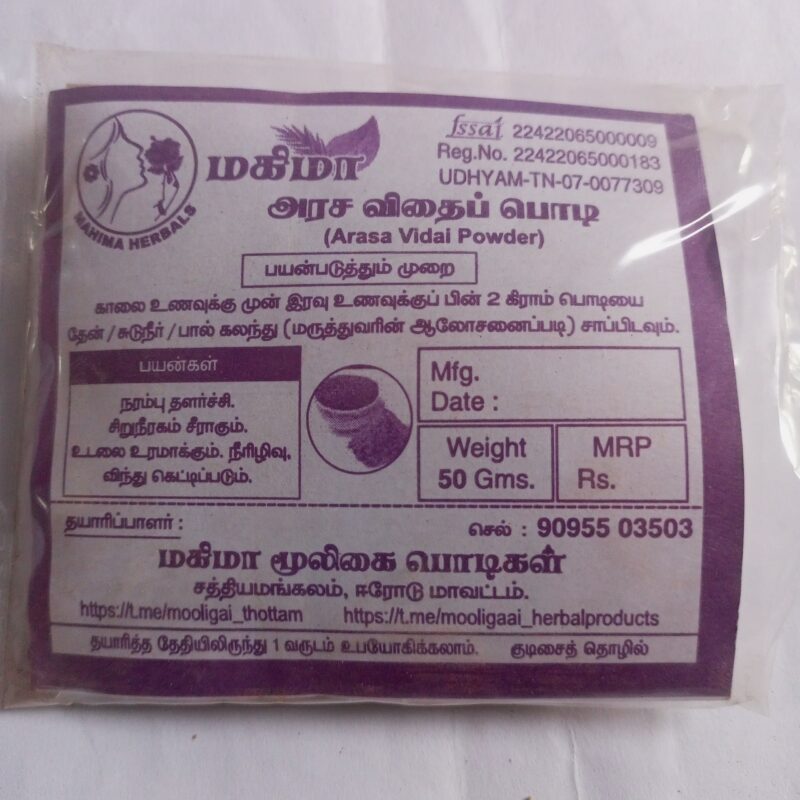 MAHIMA HERBALS
மகிமா
fssai 22422065000009
Reg.No. 22422065000183
UDHYAM-TN-07-0077309
அரச விதைப் பொடி
(Arasa Vidai Powder)
பயன்படுத்தும் முறை
காலை உணவுக்கு முன் இரவு உணவுக்குப் பின் 2 கிராம் பொடியை
தேன் / சுடுநீர் / பால் கலந்து (மருத்துவரின் ஆலோசனைப்படி) சாப்பிடவும்.
பயன்கள்
நரம்பு தளர்ச்சி.
சிறுநீரகம் சீராகும்.
உடலை உரமாக்கும். நீரிழிவு.
விந்து கெட்டிப்படும்.
Mfg.
Date :
Weight
50 Gms.
MRP
Rs.
தயாரிப்பாளர் :
செல் : 90955 03503
மகிமா மூலிகை பொடிகள்
சத்தியமங்கலம், ஈரோடு மாவட்டம்.
https://t.me/mooligai_thottam https://t.me/mooligaai_herbalproducts
தயாரித்த தேதியிலிருந்து 1 வருடம் உபயோகிக்கலாம். குடிசைத் தொழில்